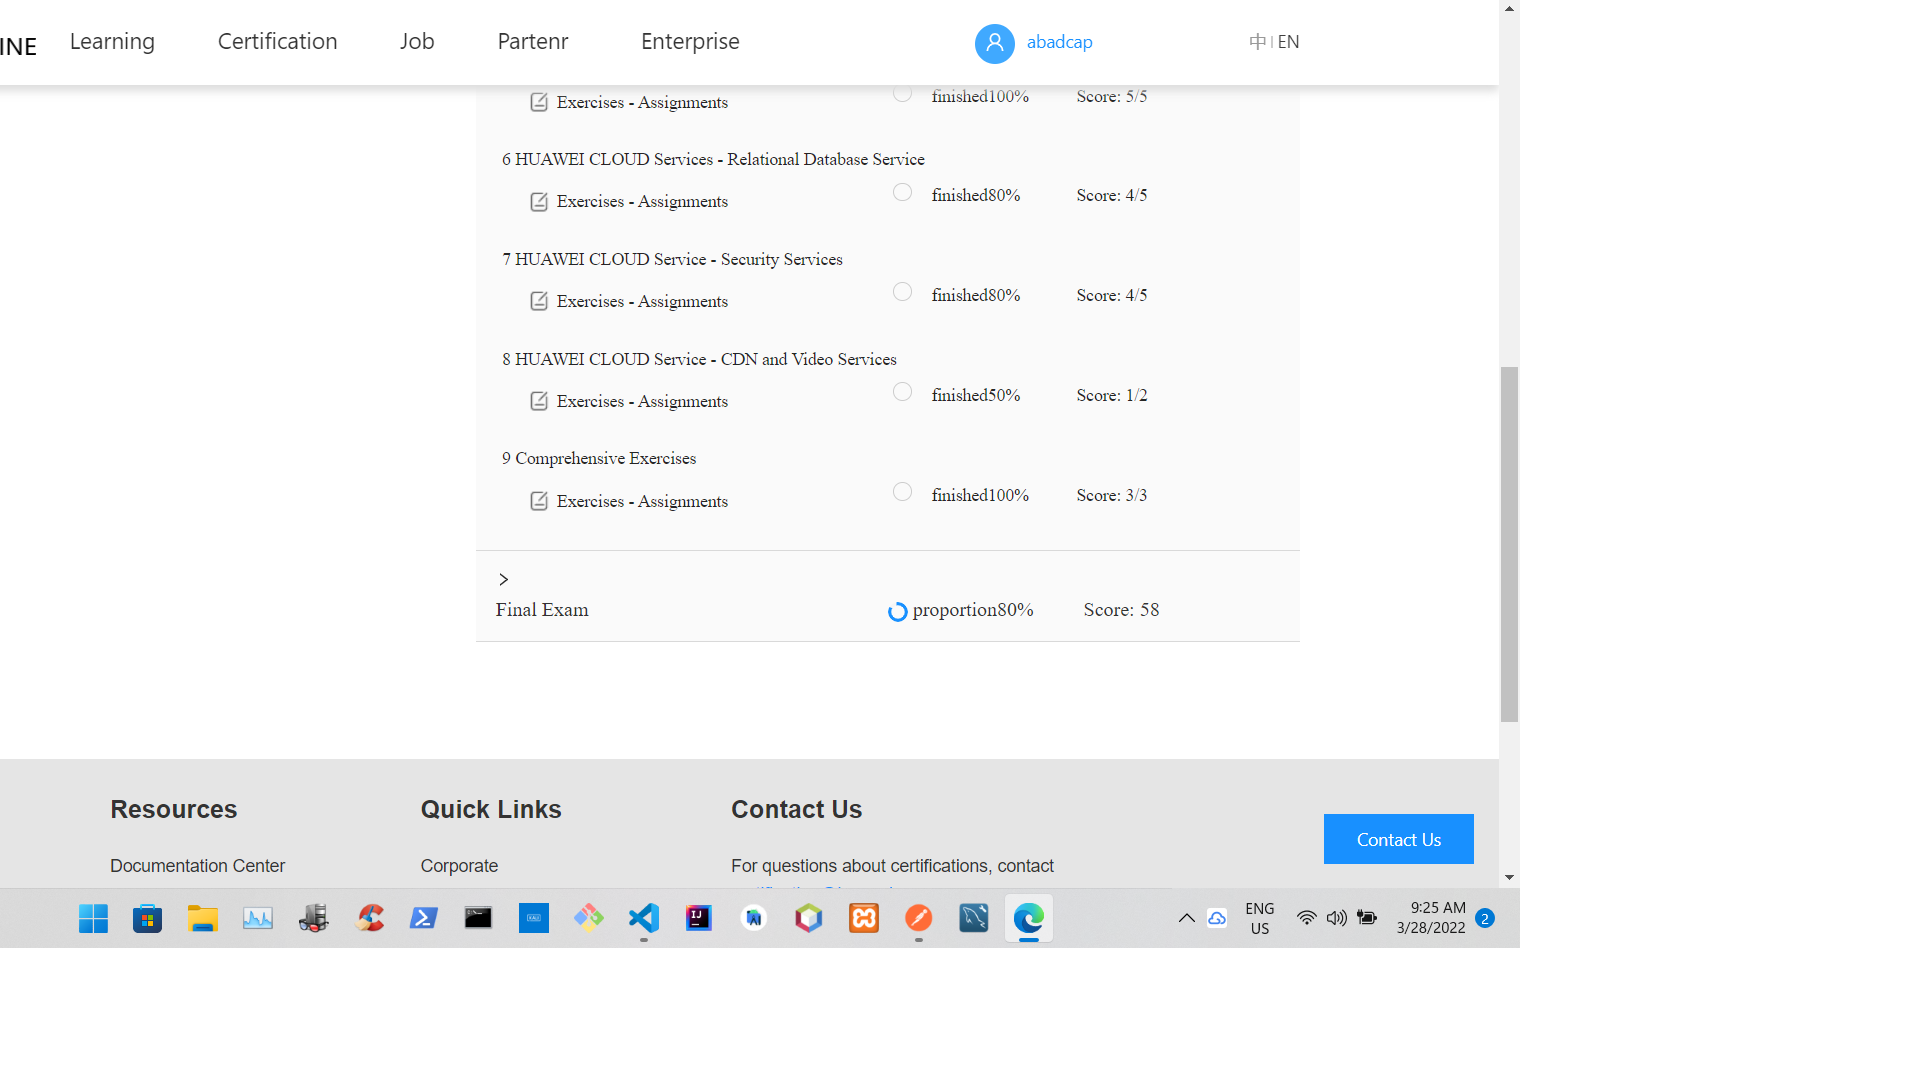 INE Learning Certification Job Partenr Enterprise abadcap 中 | EN
Exercises - Assignments finished100% Score: 5/5
6 HUAWEI CLOUD Services - Relational Database Service
Exercises - Assignments finished80% Score: 4/5
7 HUAWEI CLOUD Service - Security Services
Exercises - Assignments finished80% Score: 4/5
8 HUAWEI CLOUD Service - CDN and Video Services
Exercises - Assignments finished50% Score: 1/2
9 Comprehensive Exercises
Exercises - Assignments finished100% Score: 3/3
Final Exam proportion80% Score: 58
Resources Quick Links Contact Us
Contact Us
Documentation Center Corporate For questions about certifications, contact
ENG 9:25 AM
US 3/28/2022 2